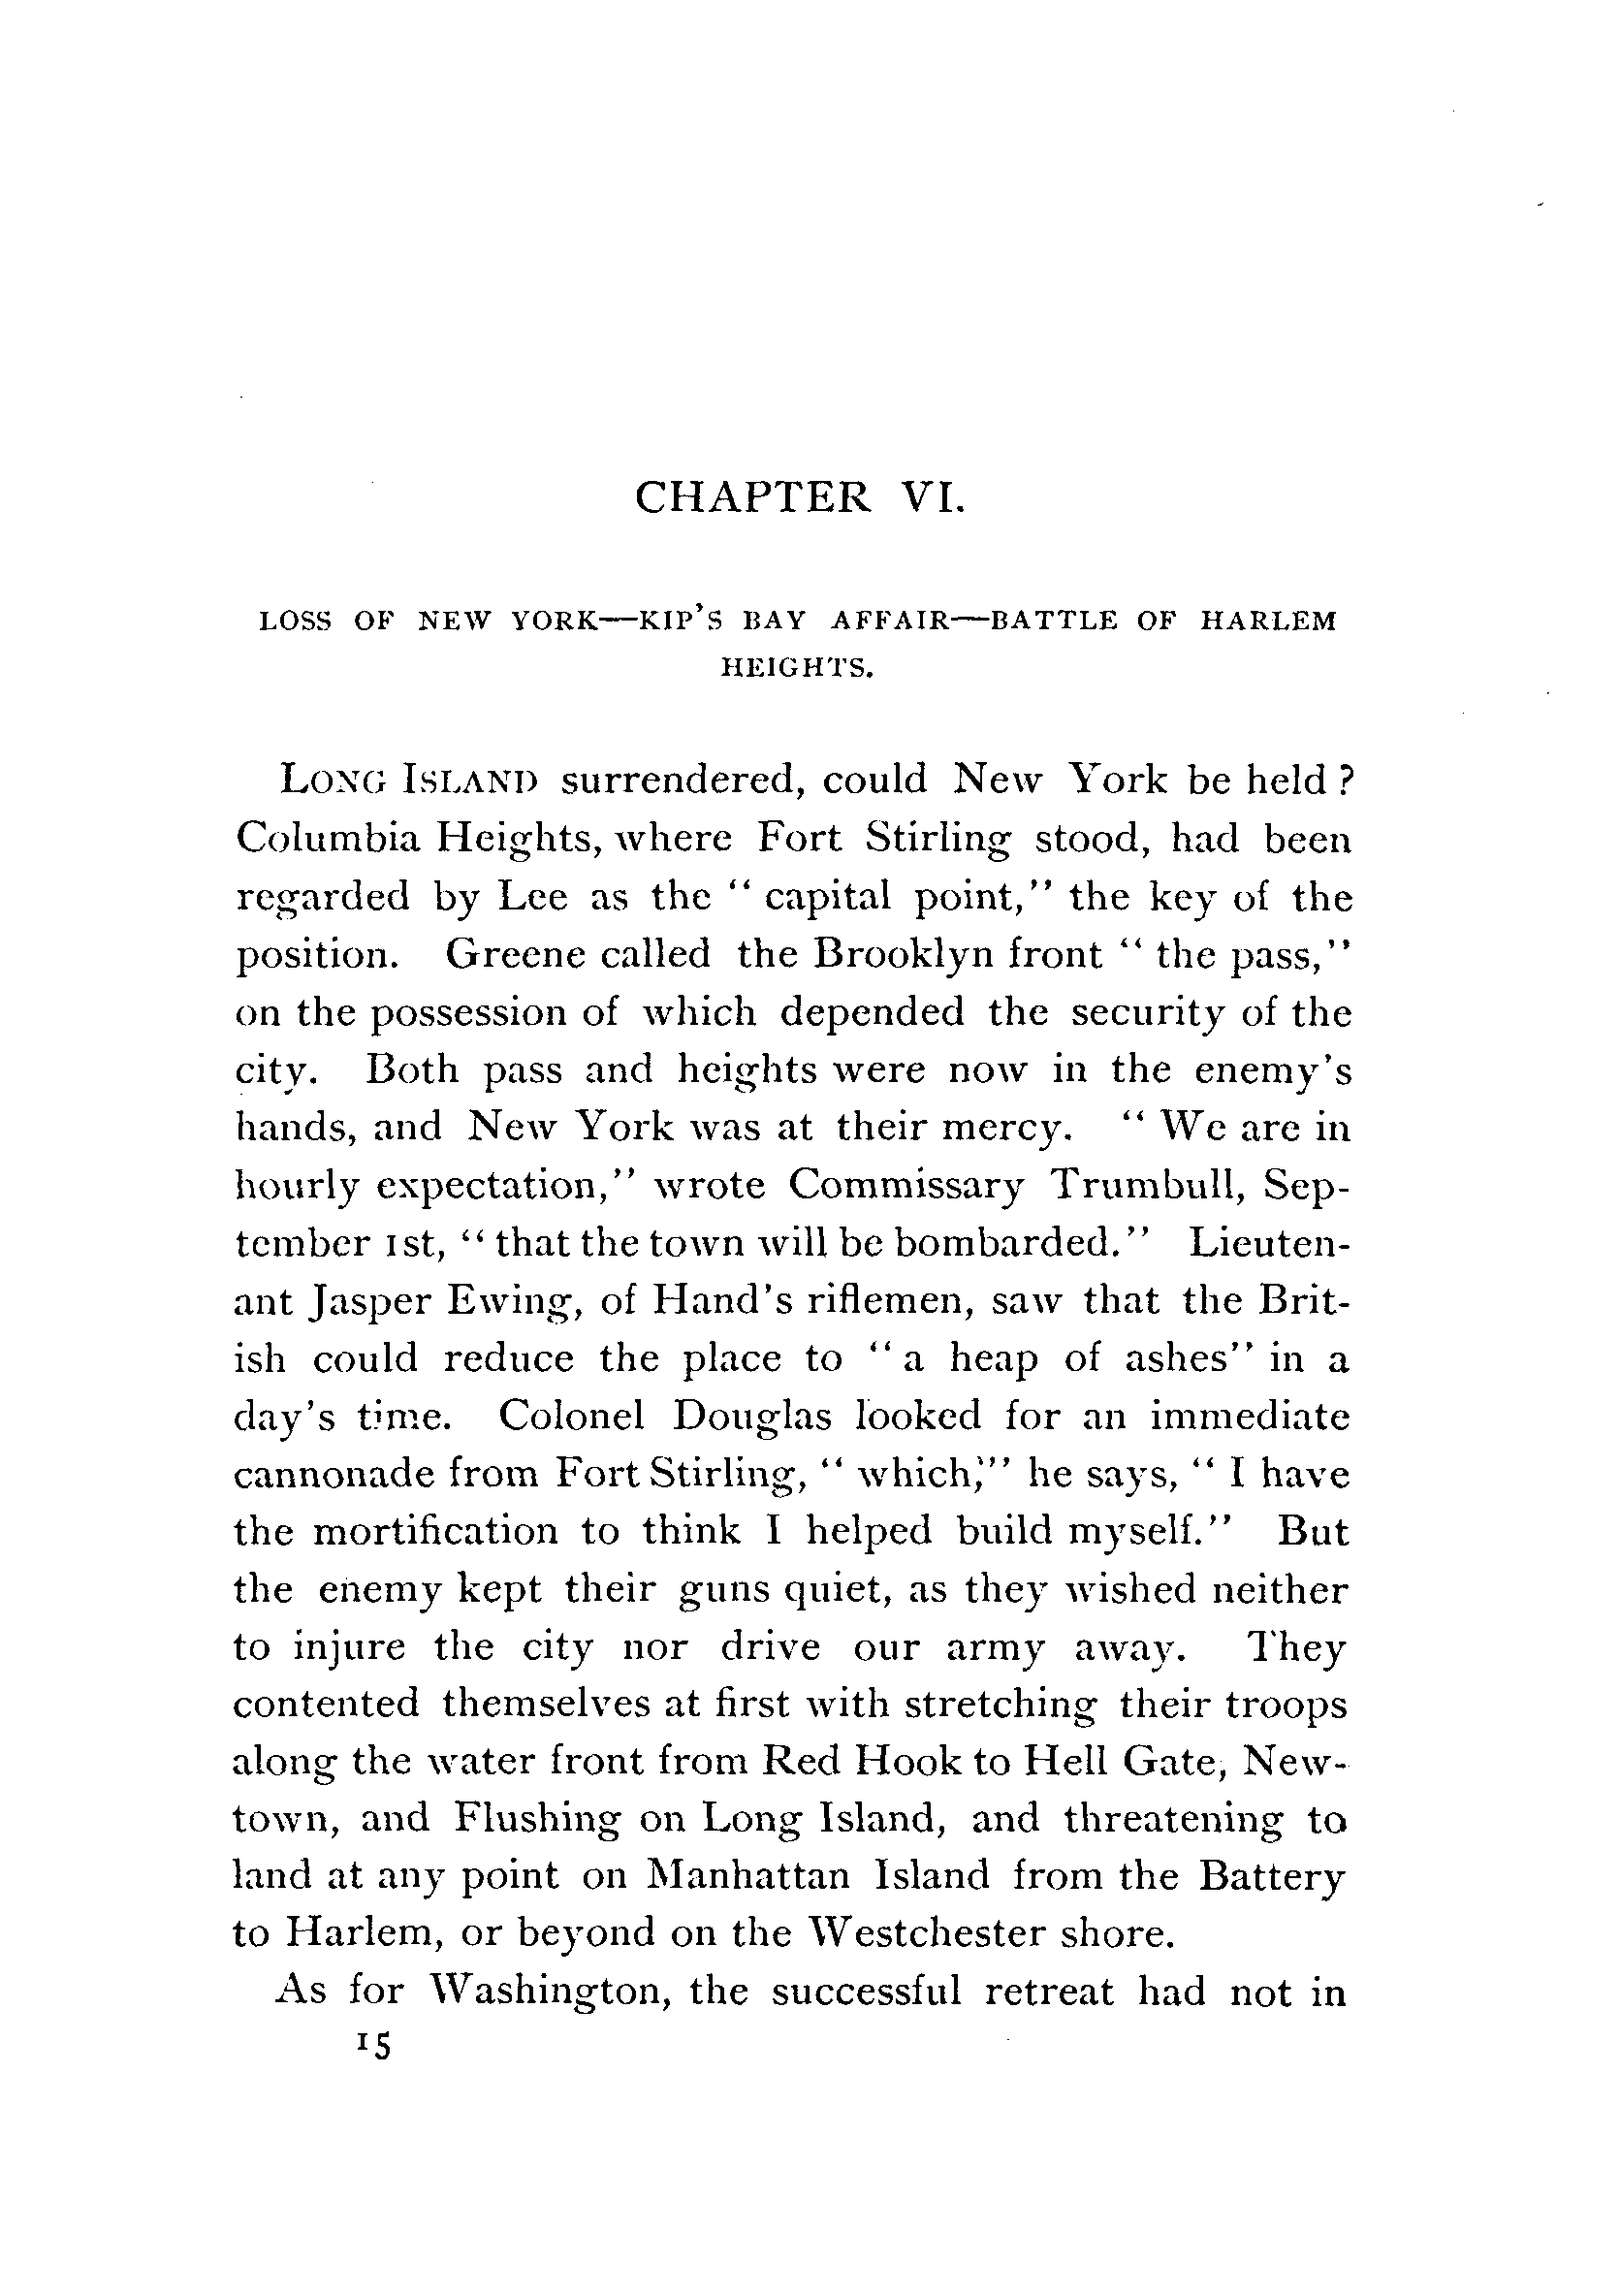 CHAPTER VI.
LOSS OF NEW YORK—KIP'S BAY AFFAIR—BATTLE OF HARLEM
HEIGHTS.
LONG ISLAND surrendered, could New York be held?
Columbia Heights, where Fort Stirling stood, had been
regarded by Lee as the "capital point," the key of the
position. Greene called the Brooklyn front "the pass,"
on the possession of which depended the security of the
city. Both pass and heights were now in the enemy's
hands, and New York was at their mercy. "We are in
hourly expectation," wrote Commissary Trumbull, Sep-
tember 1st, "that the town will be bombarded." Lieuten-
ant Jasper Ewing, of Hand's riflemen, saw that the Brit-
ish could reduce the place to "a heap of ashes" in a
day's time. Colonel Douglas looked for an immediate
cannonade from Fort Stirling, "which," he says, "I have
the mortification to think I helped build myself." But
the enemy kept their guns quiet, as they wished neither
to injure the city nor drive our army away. They
contented themselves at first with stretching their troops
along the water front from Red Hook to Hell Gate, New-
town, and Flushing on Long Island, and threatening to
land at any point on Manhattan Island from the Battery
to Harlem, or beyond on the Westchester shore.
As for Washington, the successful retreat had not in
15